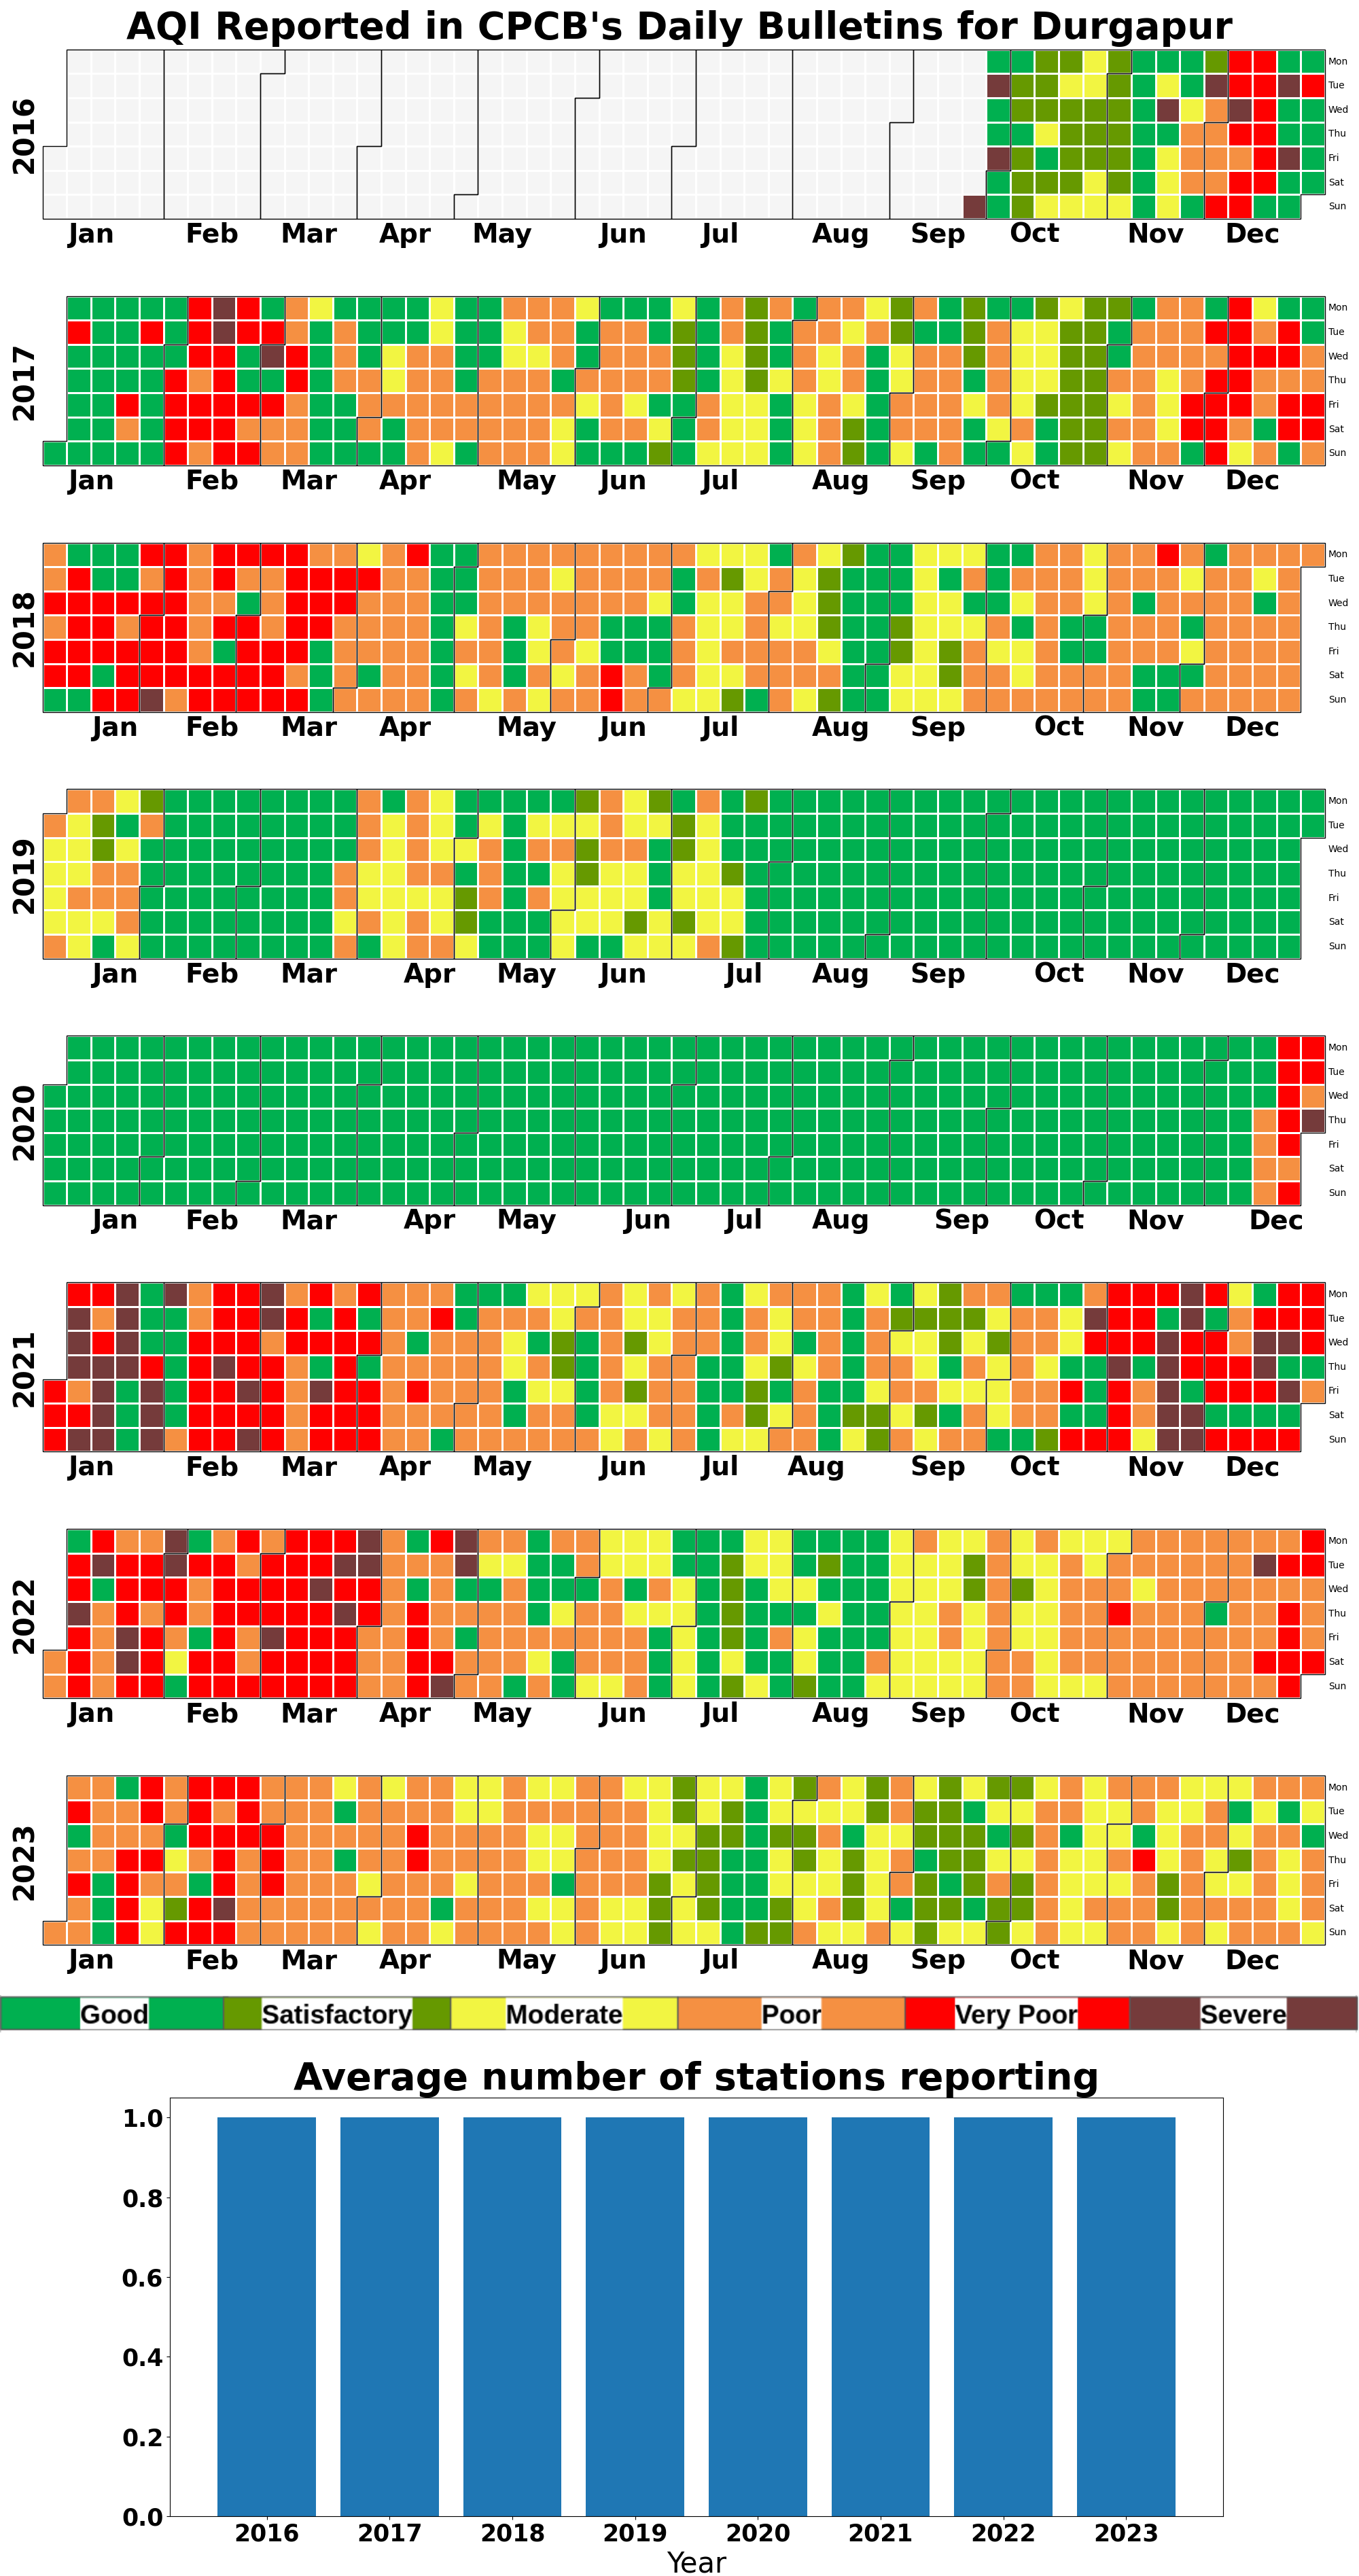 AQI Reported in CPCB's Daily Bulletins for Durgapur
2016
Mon
Tue
Wed
Thu
Fri
Sat
Sun
Jan Feb Mar Apr May Jun Jul Aug Sep Oct Nov Dec
2017
Mon
Tue
Wed
Thu
Fri
Sat
Sun
Jan Feb Mar Apr May Jun Jul Aug Sep Oct Nov Dec
2018
Mon
Tue
Wed
Thu
Fri
Sat
Sun
Jan Feb Mar Apr May Jun Jul Aug Sep Oct Nov Dec
2019
Mon
Tue
Wed
Thu
Fri
Sat
Sun
Jan Feb Mar Apr May Jun Jul Aug Sep Oct Nov Dec
2020
Mon
Tue
Wed
Thu
Fri
Sat
Sun
Jan Feb Mar Apr May Jun Jul Aug Sep Oct Nov Dec
2021
Mon
Tue
Wed
Thu
Fri
Sat
Sun
Jan Feb Mar Apr May Jun Jul Aug Sep Oct Nov Dec
2022
Mon
Tue
Wed
Thu
Fri
Sat
Sun
Jan Feb Mar Apr May Jun Jul Aug Sep Oct Nov Dec
2023
Mon
Tue
Wed
Thu
Fri
Sat
Sun
Jan Feb Mar Apr May Jun Jul Aug Sep Oct Nov Dec
Good Satisfactory Moderate Poor Very Poor Severe
Average number of stations reporting
1.0
0.8
0.6
0.4
0.2
0.0
2016 2017 2018 2019 2020 2021 2022 2023
Year